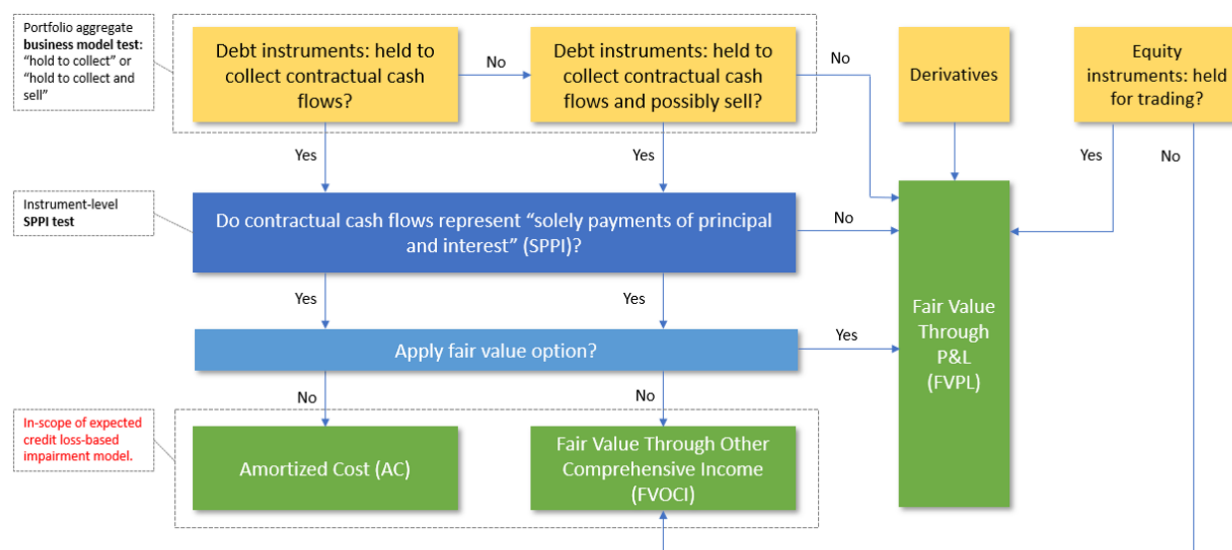 Portfolio aggregate
business model test:
“hold to collect” or
“hold to collect and
sell”
Debt instruments: held to
collect contractual cash
flows?
No
Debt instruments: held to
collect contractual cash
flows and possibly sell?
No
Derivatives
Equity
instruments: held
for trading?
Yes
Yes
Yes
No
Instrument-level
SPPI test
Do contractual cash flows represent “solely payments of principal
and interest” (SPPI)?
No
Yes
Yes
Fair Value
Through
P&L
(FVPL)
Apply fair value option?
Yes
No
No
In-scope of expected
credit loss-based
impairment model.
Amortized Cost (AC)
Fair Value Through Other
Comprehensive Income
(FVOCI)